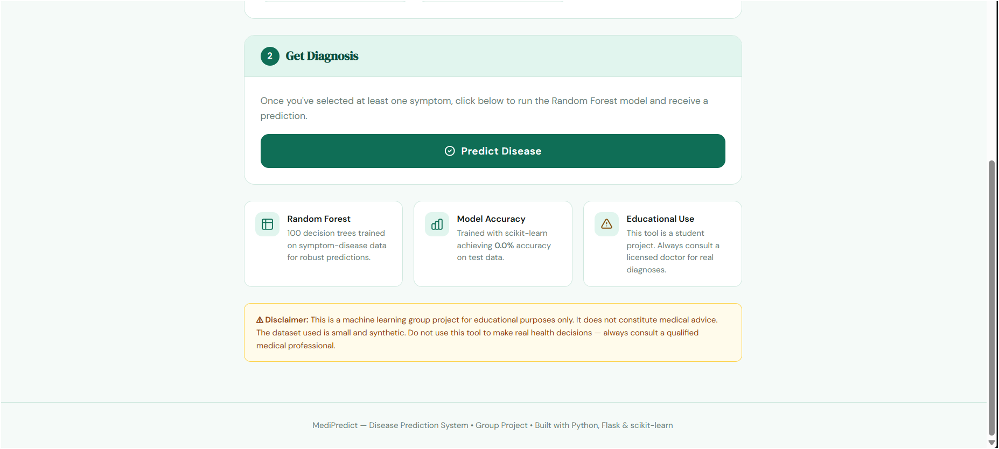 2 Get Diagnosis
Once you've selected at least one symptom, click below to run the Random Forest model and receive a
prediction.
Predict Disease
Random Forest
100 decision trees trained
on symptom-disease data
for robust predictions.
Model Accuracy
Trained with scikit-learn
achieving 0.0% accuracy
on test data.
Educational Use
This tool is a student
project. Always consult a
licensed doctor for real
diagnoses.
⚠ Disclaimer: This is a machine learning group project for educational purposes only. It does not constitute medical advice.
The dataset used is small and synthetic. Do not use this tool to make real health decisions — always consult a qualified
medical professional.
MediPredict — Disease Prediction System • Group Project • Built with Python, Flask & scikit-learn